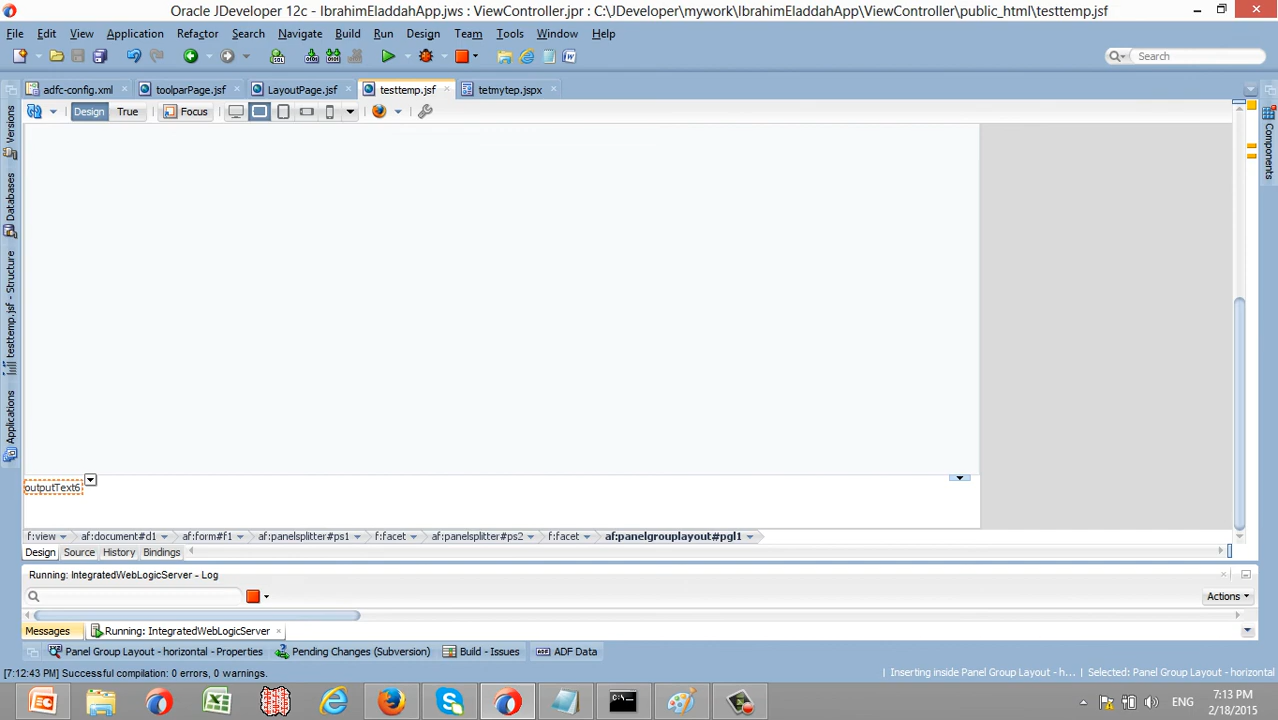 Oracle JDeveloper 12c - IbrahimEladdahApp.jws : ViewController.jpr : C:\JDeveloper\mywork\IbrahimEladdahApp\ViewController\public_html\testtemp.jsf
File Edit View Application Refactor Search Navigate Build Run Design Team Tools Window Help
Search
adfc-config.xml toolparPage.jsf LayoutPage.jsf testtemp.jsf tetmytep.jspx
Design True Focus
Versions
Databases
testtemp.jsf - Structure
Applications
Components
outputText6
f:view af:document#d1 af:form#f1 af:panelsplitter#ps1 f:facet af:panelsplitter#ps2 f:facet af:panelgrouplayout#pgl1
Design Source History Bindings
Running: IntegratedWebLogicServer - Log
Actions
Messages Running: IntegratedWebLogicServer
Panel Group Layout - horizontal - Properties Pending Changes (Subversion) Build - Issues ADF Data
[7:12:43 PM] Successful compilation: 0 errors, 0 warnings. Inserting inside Panel Group Layout - h... Selected: Panel Group Layout - horizontal
ENG
7:13 PM
2/18/2015